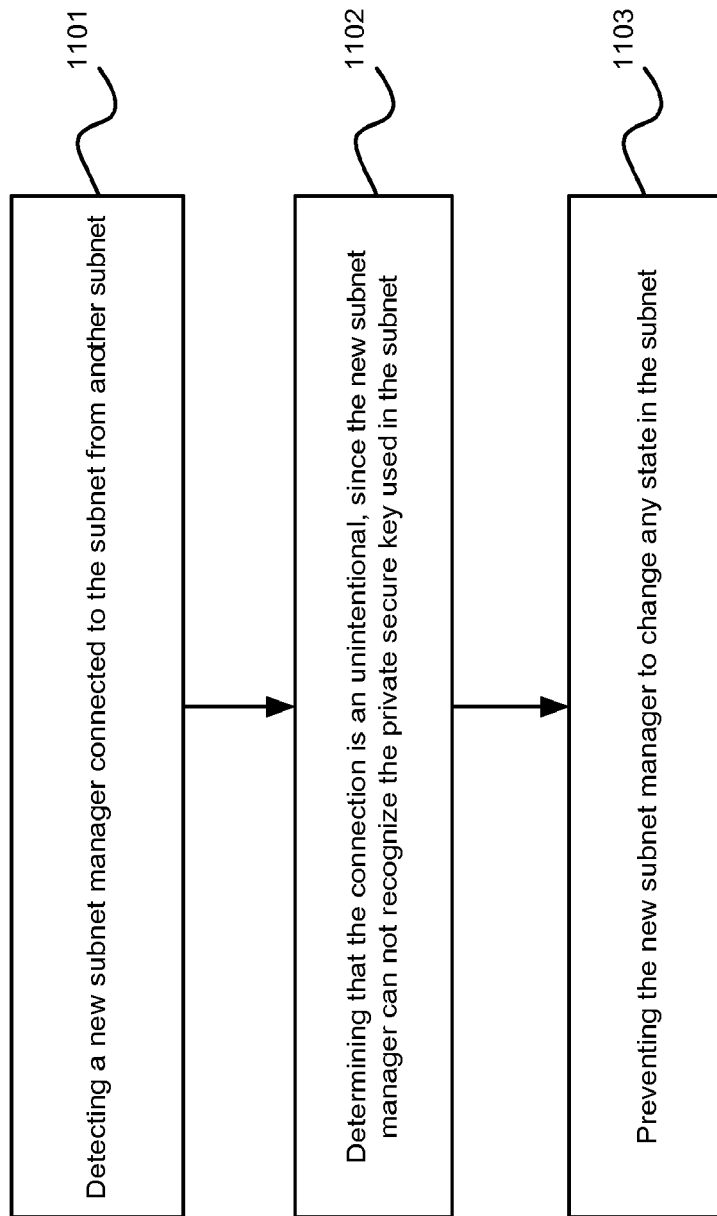 Detecting a new subnet manager connected to the subnet from another subnet
1101
Determining that the connection is an unintentional, since the new subnet
manager can not recognize the private secure key used in the subnet
1102
Preventing the new subnet manager to change any state in the subnet
1103